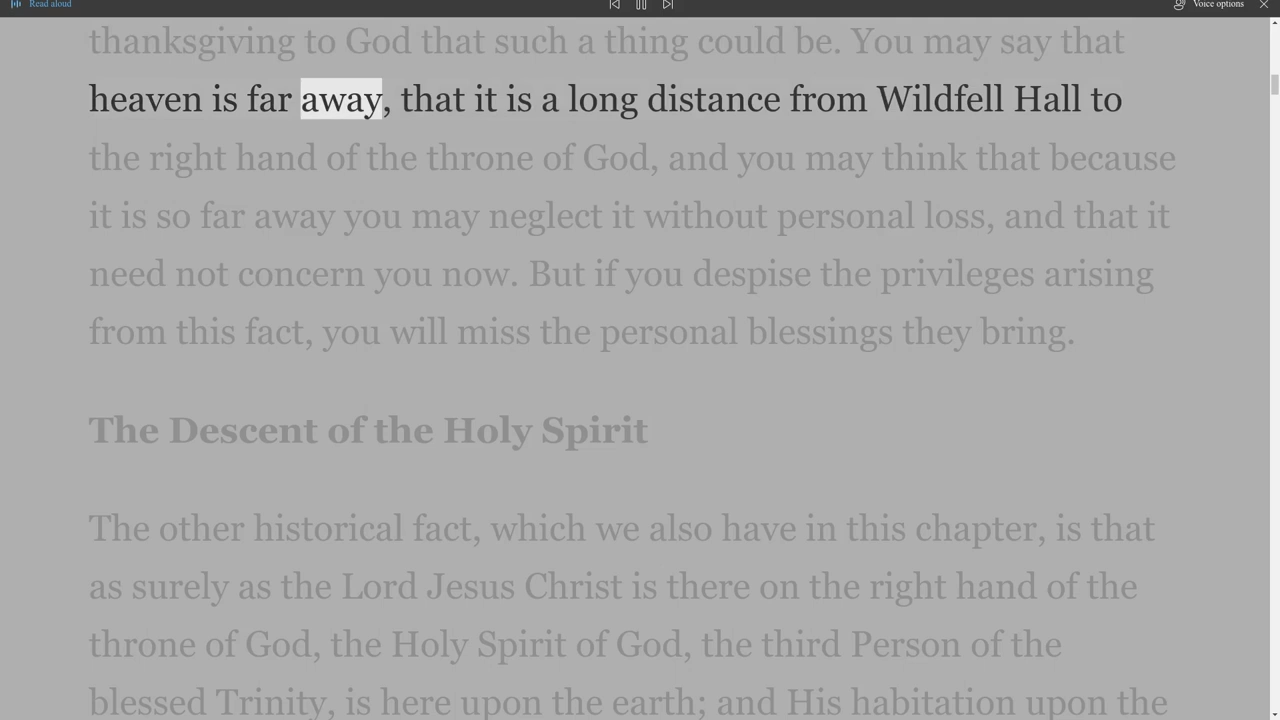 Read aloud
Voice options
thanksgiving to God that such a thing could be. You may say that
heaven is far away, that it is a long distance from Wildfell Hall to
the right hand of the throne of God, and you may think that because
it is so far away you may neglect it without personal loss, and that it
need not concern you now. But if you despise the privileges arising
from this fact, you will miss the personal blessings they bring.
The Descent of the Holy Spirit
The other historical fact, which we also have in this chapter, is that
as surely as the Lord Jesus Christ is there on the right hand of the
throne of God, the Holy Spirit of God, the third Person of the
blessed Trinity, is here upon the earth; and His habitation upon the